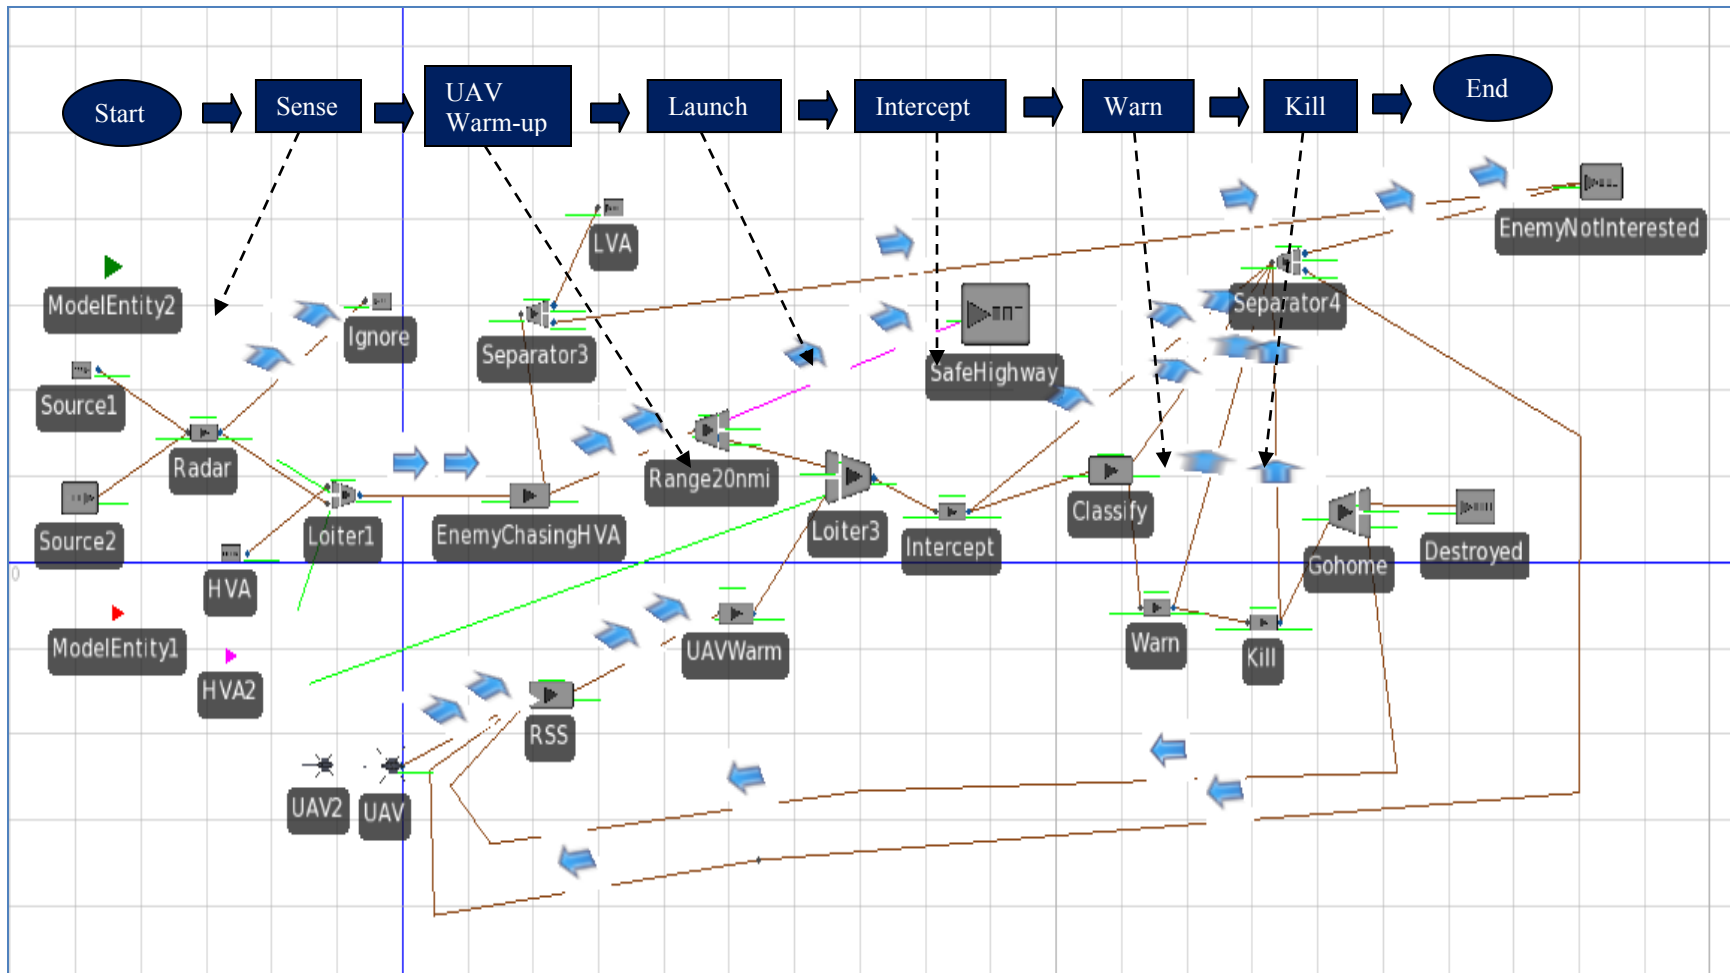 Start
Sense
UAV
Warm-up
Launch
Intercept
Warn
Kill
End
EnemyNotInterested
LVA
ModelEntity2
Ignore
Separator3
Separator4
SafeHighway
Source1
Radar
Range20nmi
Source2
Loiter1
EnemyChasingHVA
Loiter3
Intercept
Classify
Gohome
Destroyed
0
HVA
ModelEntity1
HVA2
UAVWarm
Warn
Kill
RSS
UAV2
UAV